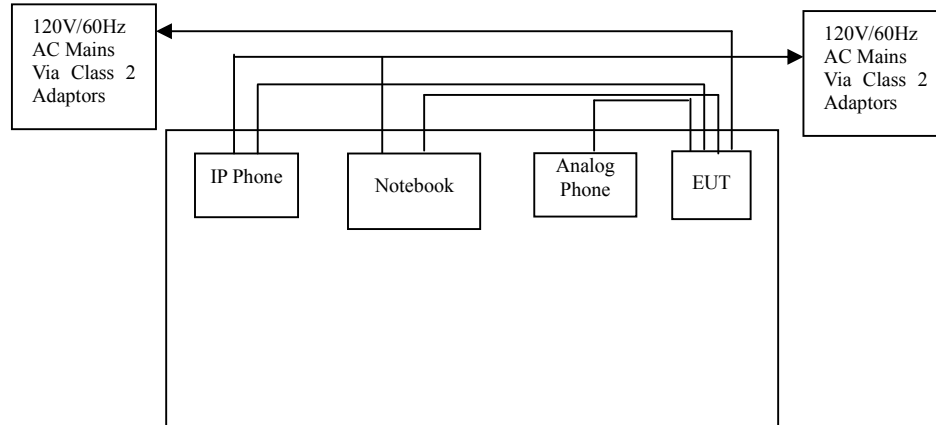 120V/60Hz
AC Mains
Via Class 2
Adaptors
120V/60Hz
AC Mains
Via Class 2
Adaptors
IP Phone
Notebook
Analog
Phone
EUT